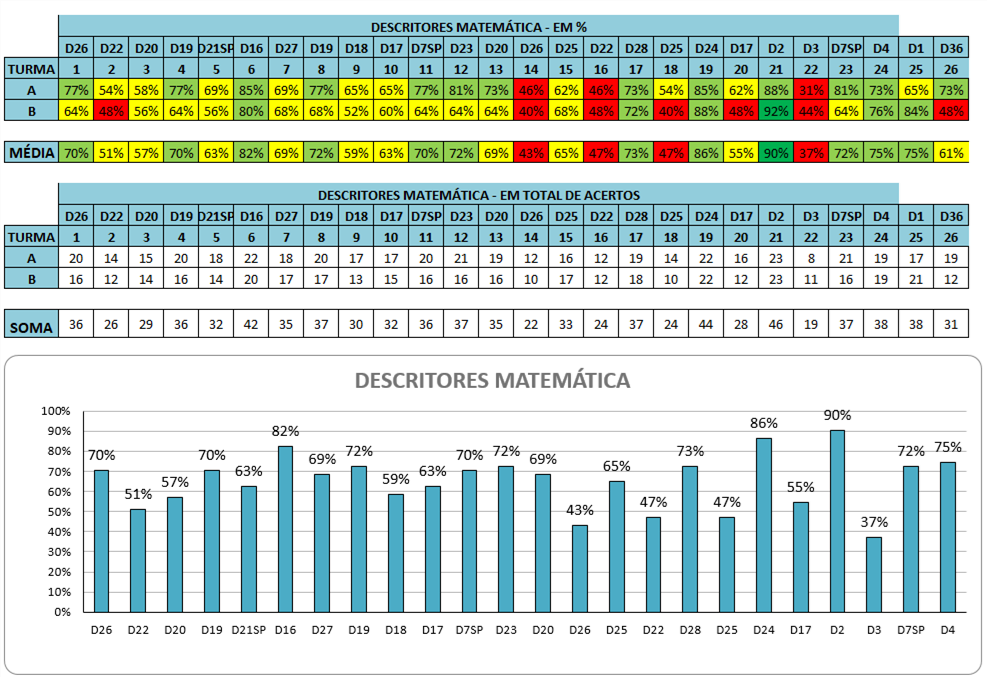 DESCRITORES MATEMÁTICA - EM %
D26 D22 D20 D19 D21SP D16 D27 D19 D18 D17 D7SP D23 D20 D26 D25 D22 D28 D25 D24 D17 D2 D3 D7SP D4 D1 D36
TURMA 1 2 3 4 5 6 7 8 9 10 11 12 13 14 15 16 17 18 19 20 21 22 23 24 25 26
A 77% 54% 58% 77% 69% 85% 69% 77% 65% 65% 77% 81% 73% 46% 62% 46% 73% 54% 85% 62% 88% 31% 81% 73% 65% 73%
B 64% 48% 56% 64% 56% 80% 68% 68% 52% 60% 64% 64% 64% 40% 68% 48% 72% 40% 88% 48% 92% 44% 64% 76% 84% 48%
MÉDIA 70% 51% 57% 70% 63% 82% 69% 72% 59% 63% 70% 72% 69% 43% 65% 47% 73% 47% 86% 55% 90% 37% 72% 75% 75% 61%
DESCRITORES MATEMÁTICA - EM TOTAL DE ACERTOS
D26 D22 D20 D19 D21SP D16 D27 D19 D18 D17 D7SP D23 D20 D26 D25 D22 D28 D25 D24 D17 D2 D3 D7SP D4 D1 D36
TURMA 1 2 3 4 5 6 7 8 9 10 11 12 13 14 15 16 17 18 19 20 21 22 23 24 25 26
A 20 14 15 20 18 22 18 20 17 17 20 21 19 12 16 12 19 14 22 16 23 8 21 19 17 19
B 16 12 14 16 14 20 17 17 13 15 16 16 16 10 17 12 18 10 22 12 23 11 16 19 21 12
SOMA 36 26 29 36 32 42 35 37 30 32 36 37 35 22 33 24 37 24 44 28 46 19 37 38 38 31
DESCRITORES MATEMÁTICA
100%
90%
80%
70%
60%
50%
40%
30%
20%
10%
0%
70% 51% 57% 70% 63% 82% 69% 72% 59% 63% 70% 72% 69% 43% 65% 47% 73% 47% 86% 55% 90% 37% 72% 75%
D26 D22 D20 D19 D21SP D16 D27 D19 D18 D17 D7SP D23 D20 D26 D25 D22 D28 D25 D24 D17 D2 D3 D7SP D4